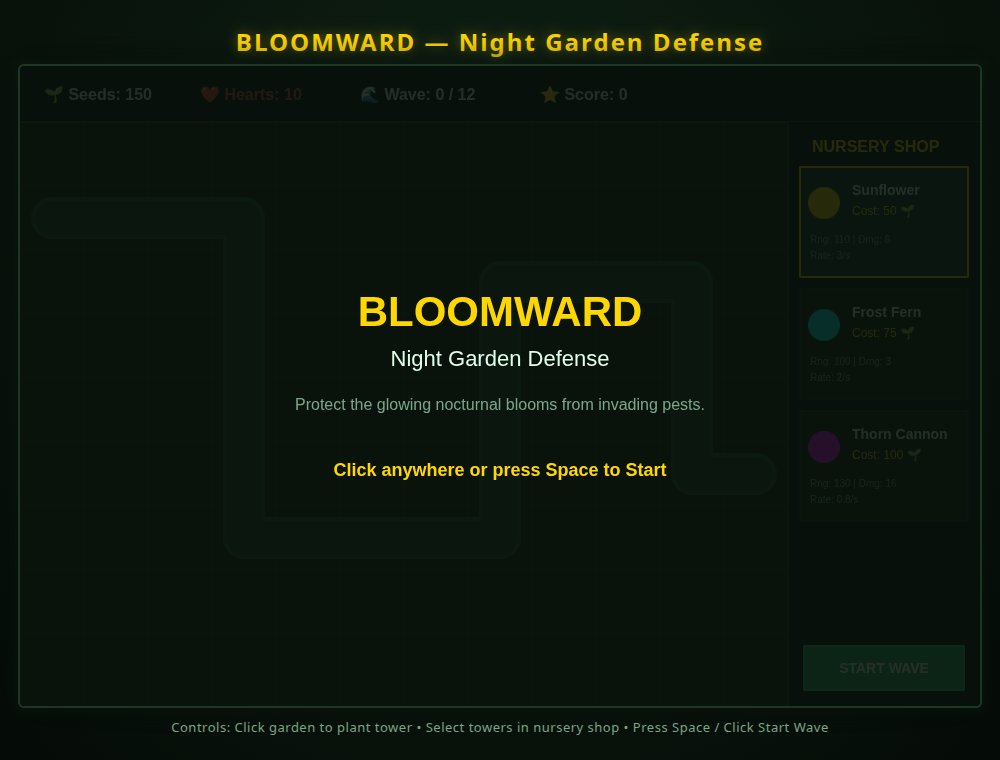 BLOOMWARD — Night Garden Defense
🌱 Seeds: 150 ❤️ Hearts: 10 🌊 Wave: 0 / 12 ⭐ Score: 0
NURSERY SHOP
Sunflower
Cost: 50 🌱
Rng: 110 | Dmg: 6
Rate: 3/s
Frost Fern
Cost: 75 🌱
Rng: 100 | Dmg: 3
Rate: 2/s
Thorn Cannon
Cost: 100 🌱
Rng: 130 | Dmg: 16
Rate: 0.8/s
START WAVE
BLOOMWARD
Night Garden Defense
Protect the glowing nocturnal blooms from invading pests.
Click anywhere or press Space to Start
Controls: Click garden to plant tower • Select towers in nursery shop • Press Space / Click Start Wave